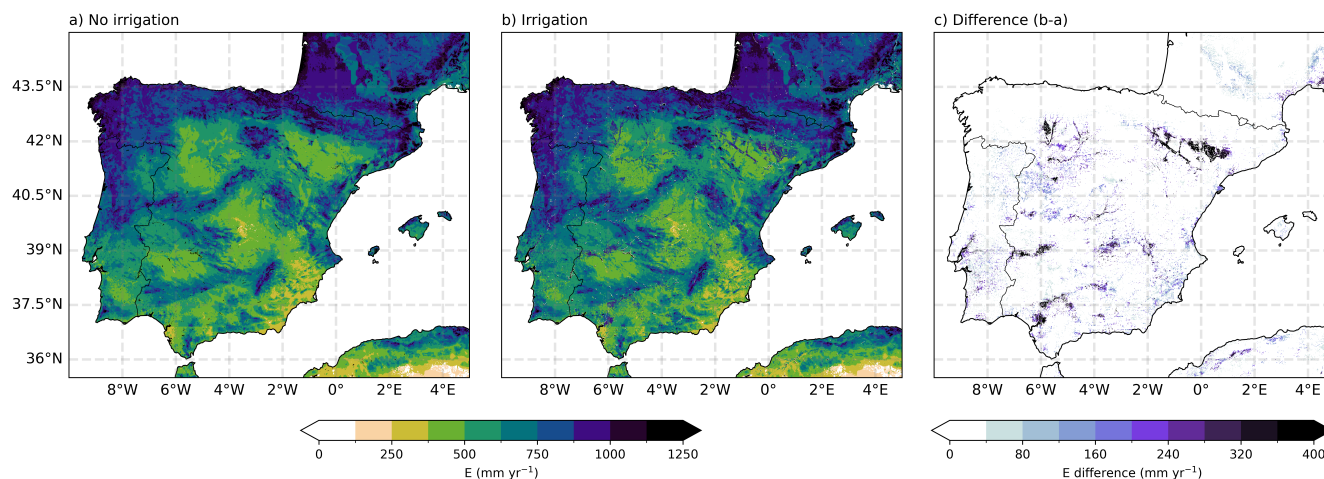 a) No irrigation
b) Irrigation
c) Difference (b-a)
43.5°N
42°N
40.5°N
39°N
37.5°N
36°N
8°W 6°W 4°W 2°W 0° 2°E 4°E
8°W 6°W 4°W 2°W 0° 2°E 4°E
8°W 6°W 4°W 2°W 0° 2°E 4°E
0 250 500 750 1000 1250
E (mm yr⁻¹)
0 80 160 240 320 400
E difference (mm yr⁻¹)